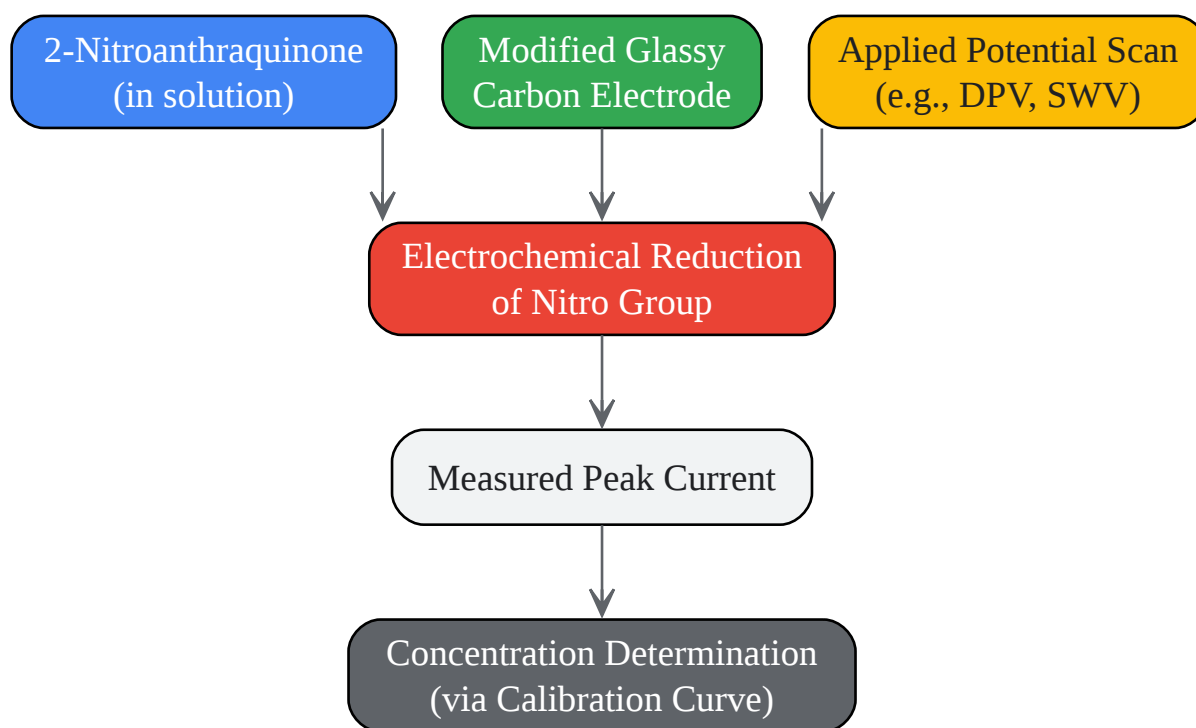 2-Nitroanthraquinone
(in solution)
Modified Glassy
Carbon Electrode
Applied Potential Scan
(e.g., DPV, SWV)
Electrochemical Reduction
of Nitro Group
Measured Peak Current
Concentration Determination
(via Calibration Curve)